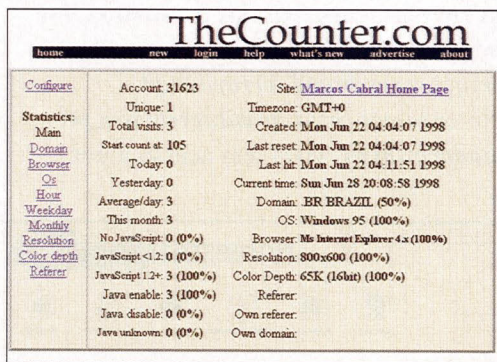 TheCounter.com
home new login help what's new advertise about
Configure
Statistics:
Main
Domain
Browser
Os
Hour
Weekday
Monthly
Resolution
Color depth
Referer
Account: 31623
Unique: 1
Total visits: 3
Start count at: 105
Today: 0
Yesterday: 0
Average/day: 3
This month: 3
No JavaScript: 0 (0%)
JavaScript <1.2: 0 (0%)
JavaScript 1.2+: 3 (100%)
Java enable: 3 (100%)
Java disable: 0 (0%)
Java unknown: 0 (0%)
Site: Marcos Cabral Home Page
Timezone: GMT+0
Created: Mon Jun 22 04:04:07 1998
Last reset: Mon Jun 22 04:04:07 1998
Last hit: Mon Jun 22 04:11:51 1998
Current time: Sun Jun 28 20:08:58 1998
Domain: .BR BRAZIL (50%)
OS: Windows 95 (100%)
Browser: Ms Internet Explorer 4.x (100%)
Resolution: 800x600 (100%)
Color Depth: 65K (16bit) (100%)
Referer:
Own referer:
Own domain: